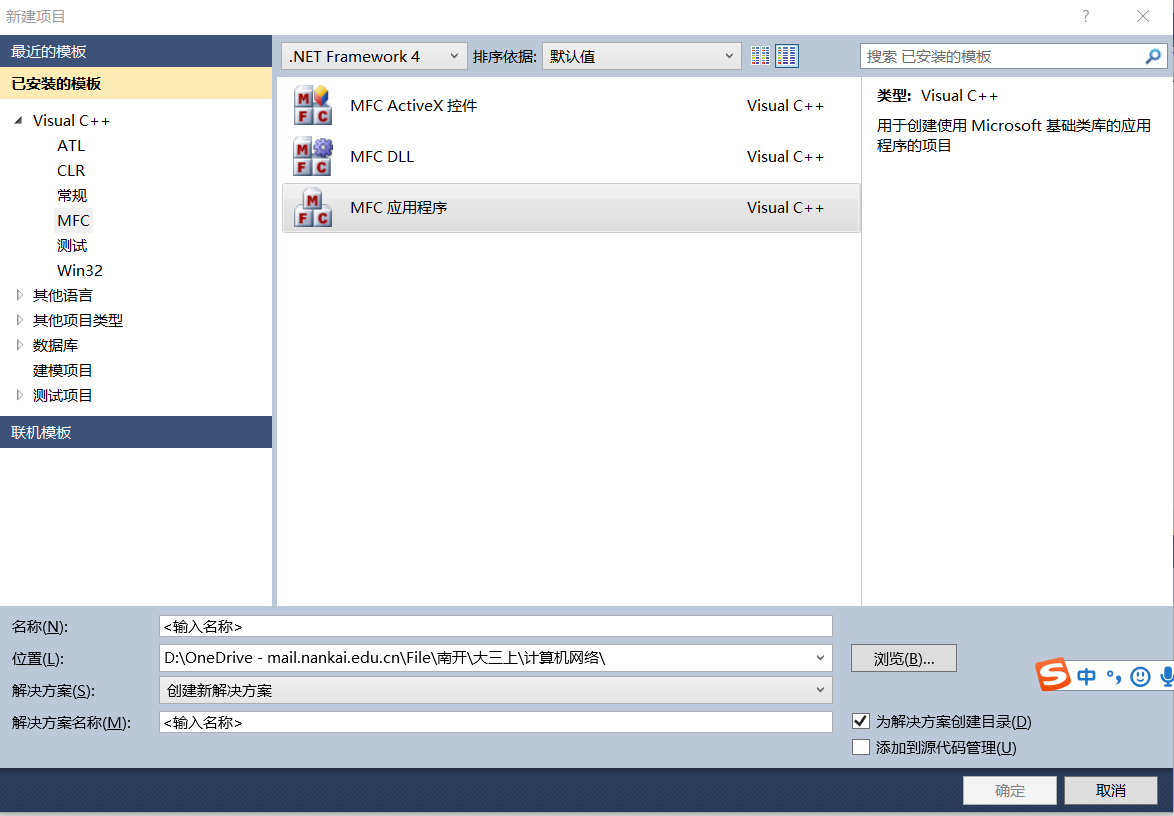 新建项目
?
最近的模板
已安装的模板
Visual C++
ATL
CLR
常规
MFC
测试
Win32
其他语言
其他项目类型
数据库
建模项目
测试项目
联机模板
.NET Framework 4
排序依据:
默认值
搜索 已安装的模板
MFC ActiveX 控件
Visual C++
MFC DLL
Visual C++
MFC 应用程序
Visual C++
类型: Visual C++
用于创建使用 Microsoft 基础类库的应用
程序的项目
名称(N):
<输入名称>
位置(L):
D:\OneDrive - mail.nankai.edu.cn\File\南开\大三上\计算机网络\
浏览(B)...
解决方案(S):
创建新解决方案
解决方案名称(M):
<输入名称>
为解决方案创建目录(D)
添加到源代码管理(U)
S 中 °,
确定
取消